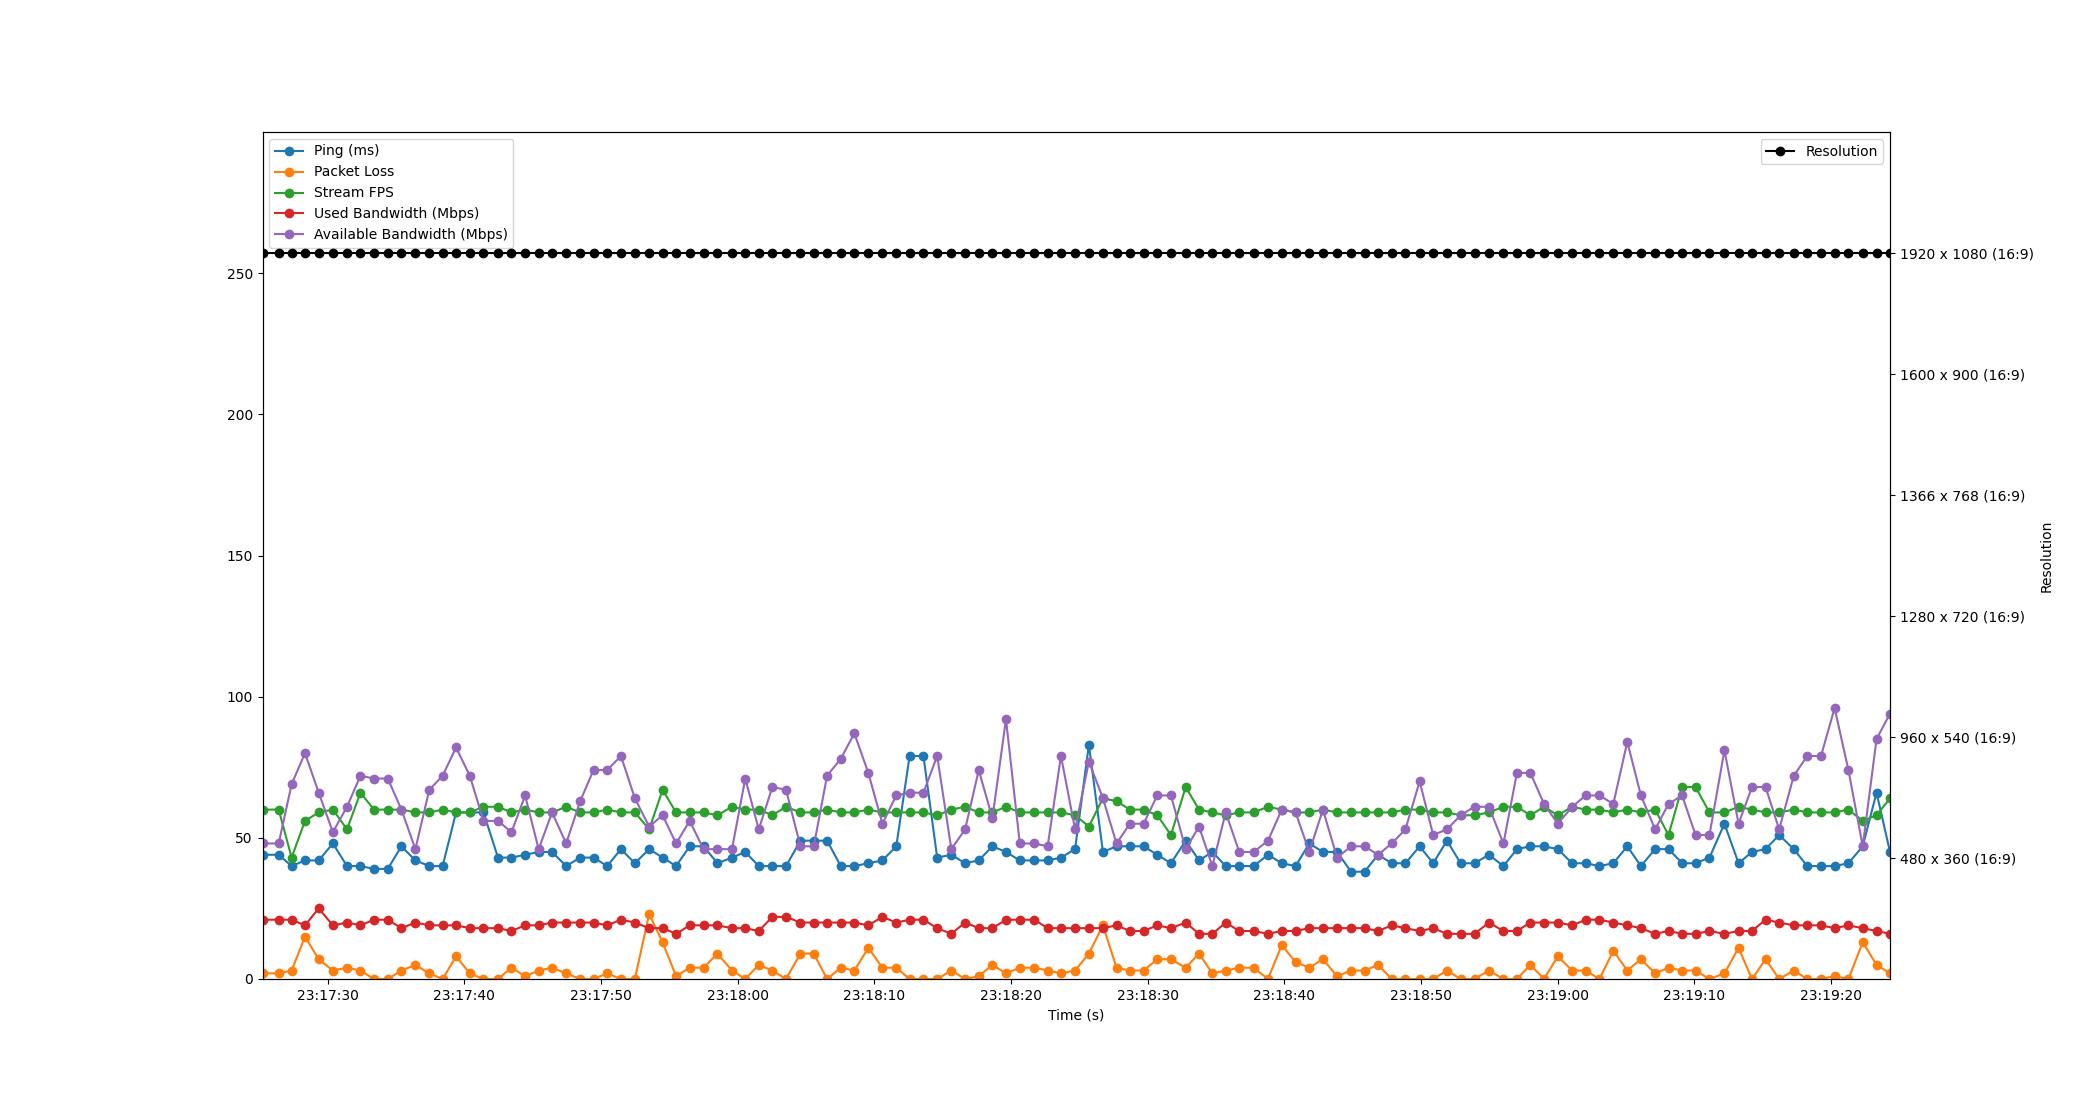 Ping (ms)
Packet Loss
Stream FPS
Used Bandwidth (Mbps)
Available Bandwidth (Mbps)
Resolution
250
200
150
100
50
0
1920 x 1080 (16:9)
1600 x 900 (16:9)
1366 x 768 (16:9)
1280 x 720 (16:9)
960 x 540 (16:9)
480 x 360 (16:9)
Resolution
23:17:30 23:17:40 23:17:50 23:18:00 23:18:10 23:18:20 23:18:30 23:18:40 23:18:50 23:19:00 23:19:10 23:19:20
Time (s)